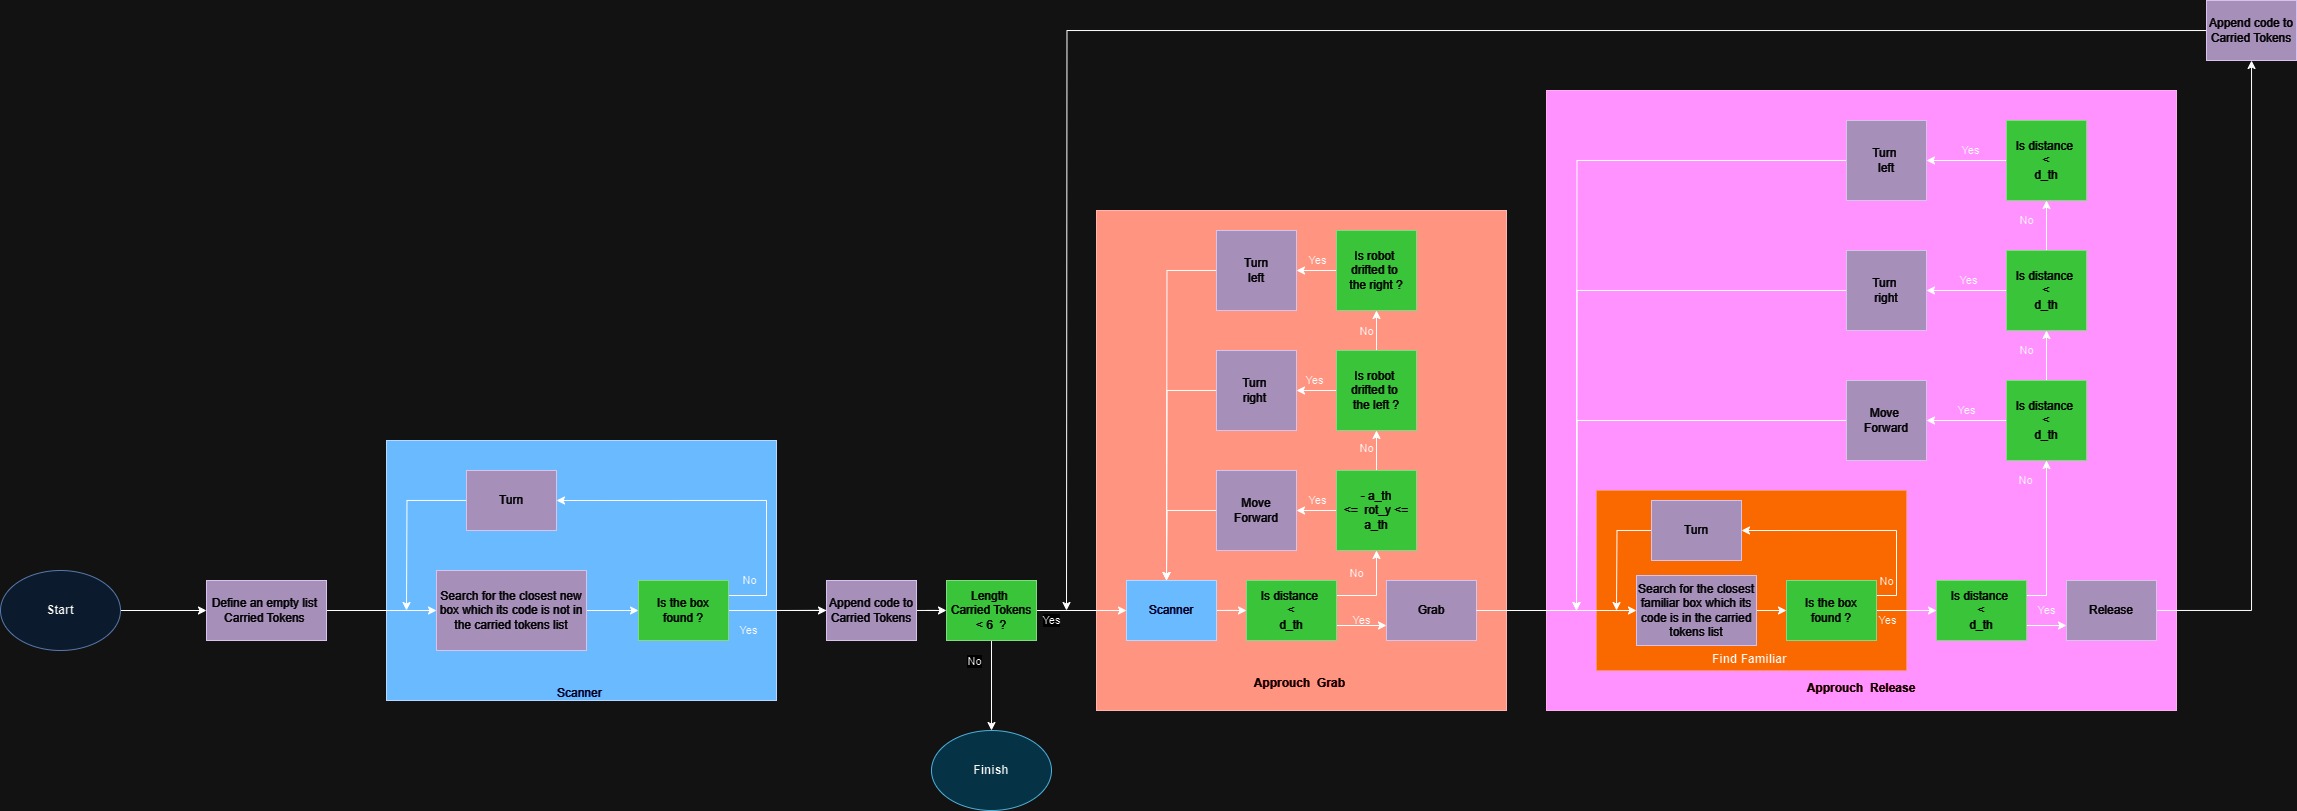 Start
Define an empty list
Carried Tokens
Turn
Search for the closest new
box which its code is not in
the carried tokens list
Is the box
found ?
No
Yes
Scanner
Append code to
Carried Tokens
Length
Carried Tokens
< 6 ?
Yes
No
Finish
Turn
left
Yes
Is robot
drifted to
the right ?
No
Turn
right
Yes
Is robot
drifted to
the left ?
No
Move
Forward
Yes
- a_th
<= rot_y <=
a_th
No
Scanner
Is distance
<
d_th
Yes
Grab
Approuch Grab
Turn
left
Yes
Is distance
<
d_th
No
Turn
right
Yes
Is distance
<
d_th
No
Move
Forward
Yes
Is distance
<
d_th
No
Turn
Search for the closest
familiar box which its
code is in the carried
tokens list
Is the box
found ?
No
Yes
Find Familiar
Is distance
<
d_th
Yes
Release
Approuch Release
Append code to
Carried Tokens